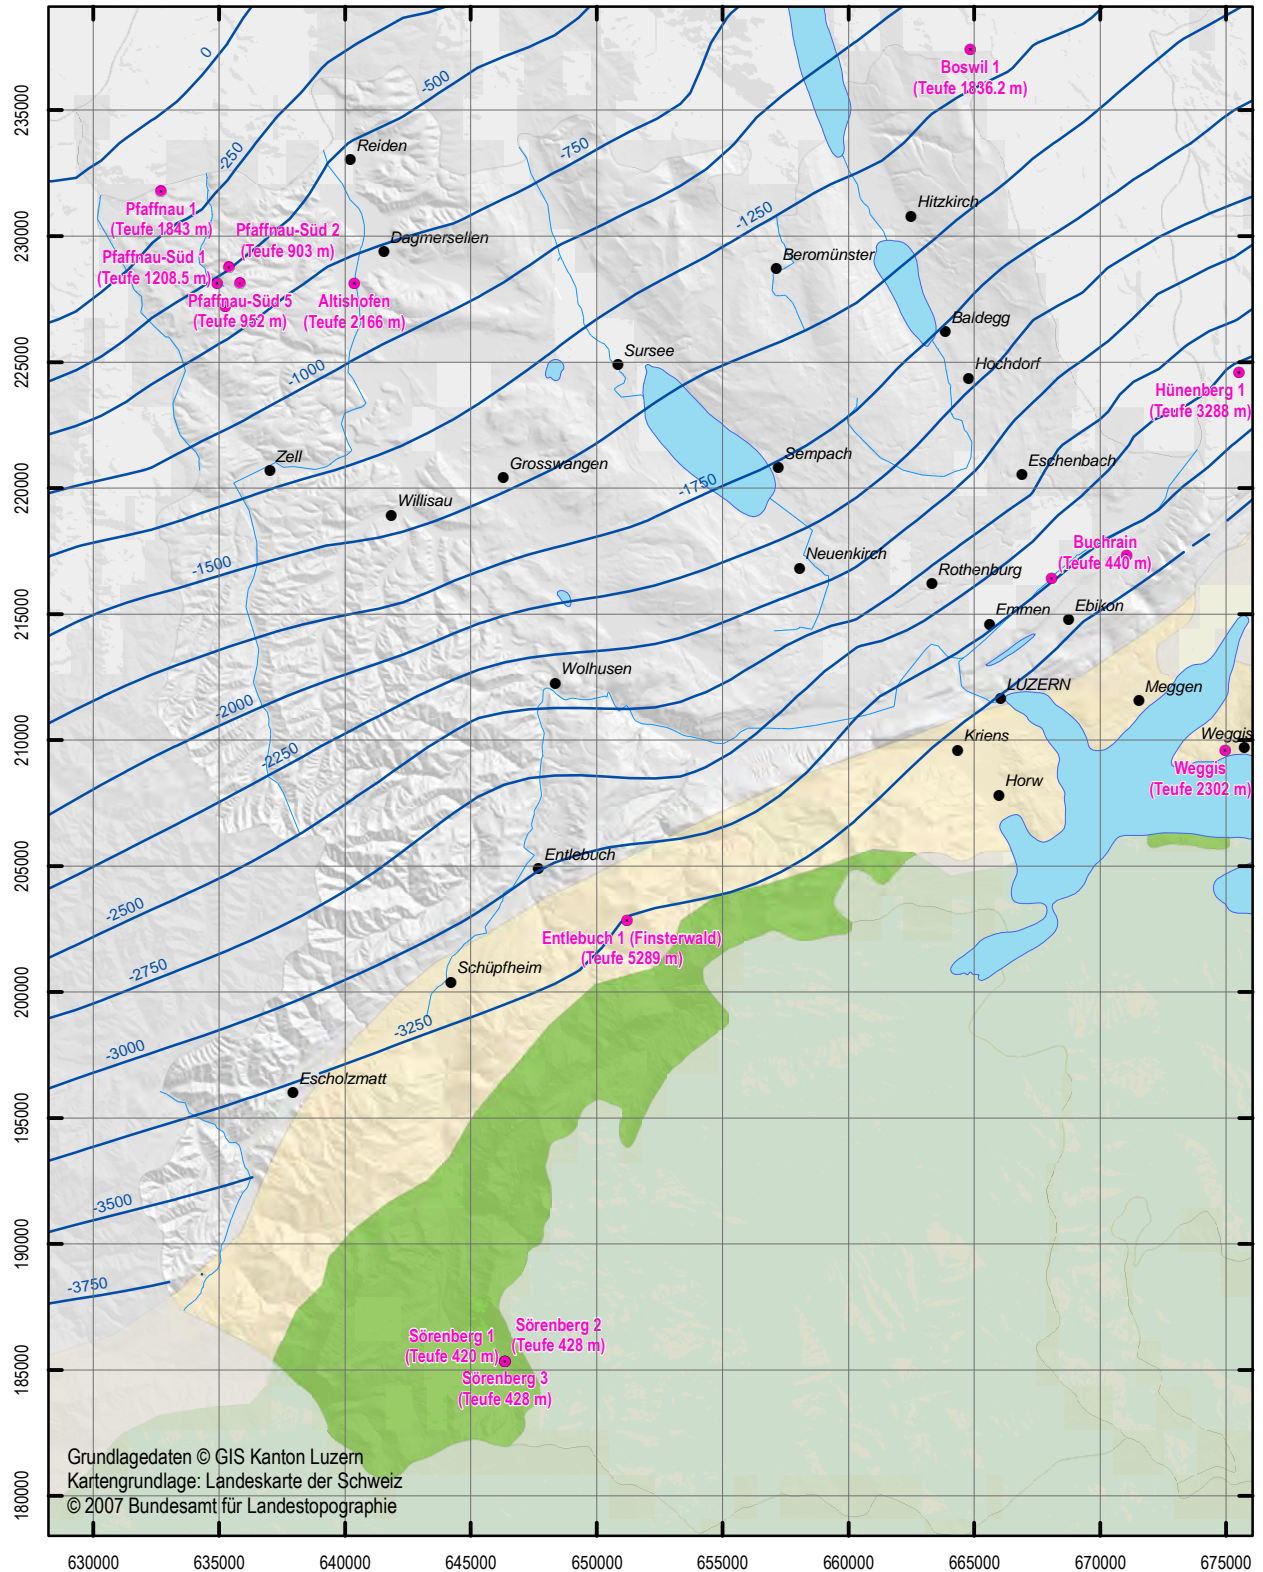 0
-500
-250
-750
-1250
-1000
-1500
-1750
-2000
-2250
-2500
-2750
-3000
-3250
-3500
-3750
Boswil 1
(Teufe 1836.2 m)
Reiden
Pfaffnau 1
(Teufe 1843 m)
Pfaffnau-Süd 2
(Teufe 903 m)
Pfaffnau-Süd 1
(Teufe 1208.5 m)
Pfaffnau-Süd 5
(Teufe 952 m)
Dagmersellen
Altishofen
(Teufe 2166 m)
Hitzkirch
Beromünster
Baldegg
Sursee
Hochdorf
Hünenberg 1
(Teufe 3288 m)
Zell
Grosswangen
Sempach
Eschenbach
Willisau
Neuenkirch
Rothenburg
Buchrain
(Teufe 440 m)
Emmen
Ebikon
Wolhusen
LUZERN
Meggen
Kriens
Weggis
Weggis
(Teufe 2302 m)
Horw
Entlebuch
Entlebuch 1 (Finsterwald)
(Teufe 5289 m)
Schüpfheim
Escholzmatt
Sörenberg 2
(Teufe 428 m)
Sörenberg 1
(Teufe 420 m)
Sörenberg 3
(Teufe 428 m)
Grundlagedaten © GIS Kanton Luzern
Kartengrundlage: Landeskarte der Schweiz
© 2007 Bundesamt für Landestopographie
235000
230000
225000
220000
215000
210000
205000
200000
195000
190000
185000
180000
630000
635000
640000
645000
650000
655000
660000
665000
670000
675000